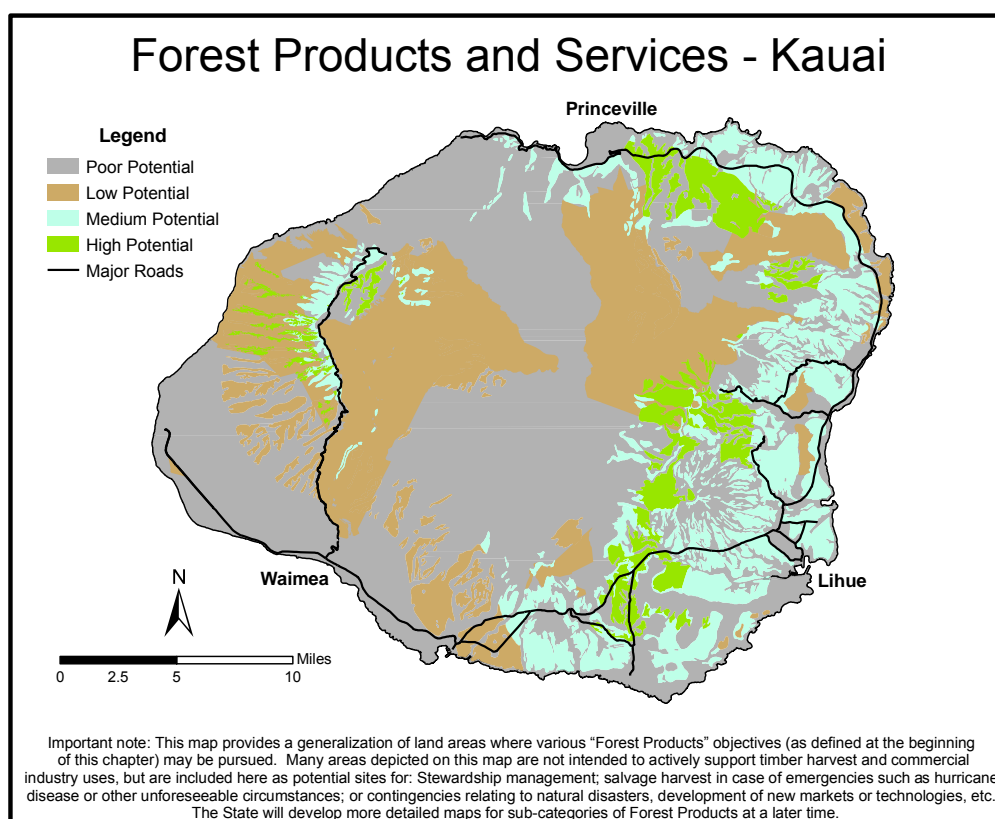 Forest Products and Services - Kauai
Princeville
Legend
Poor Potential
Low Potential
Medium Potential
High Potential
Major Roads
Waimea
Lihue
N
Miles
0 2.5 5 10
Important note: This map provides a generalization of land areas where various “Forest Products” objectives (as defined at the beginning
of this chapter) may be pursued. Many areas depicted on this map are not intended to actively support timber harvest and commercial
industry uses, but are included here as potential sites for: Stewardship management; salvage harvest in case of emergencies such as hurricane
disease or other unforeseeable circumstances; or contingencies relating to natural disasters, development of new markets or technologies, etc.
The State will develop more detailed maps for sub-categories of Forest Products at a later time.